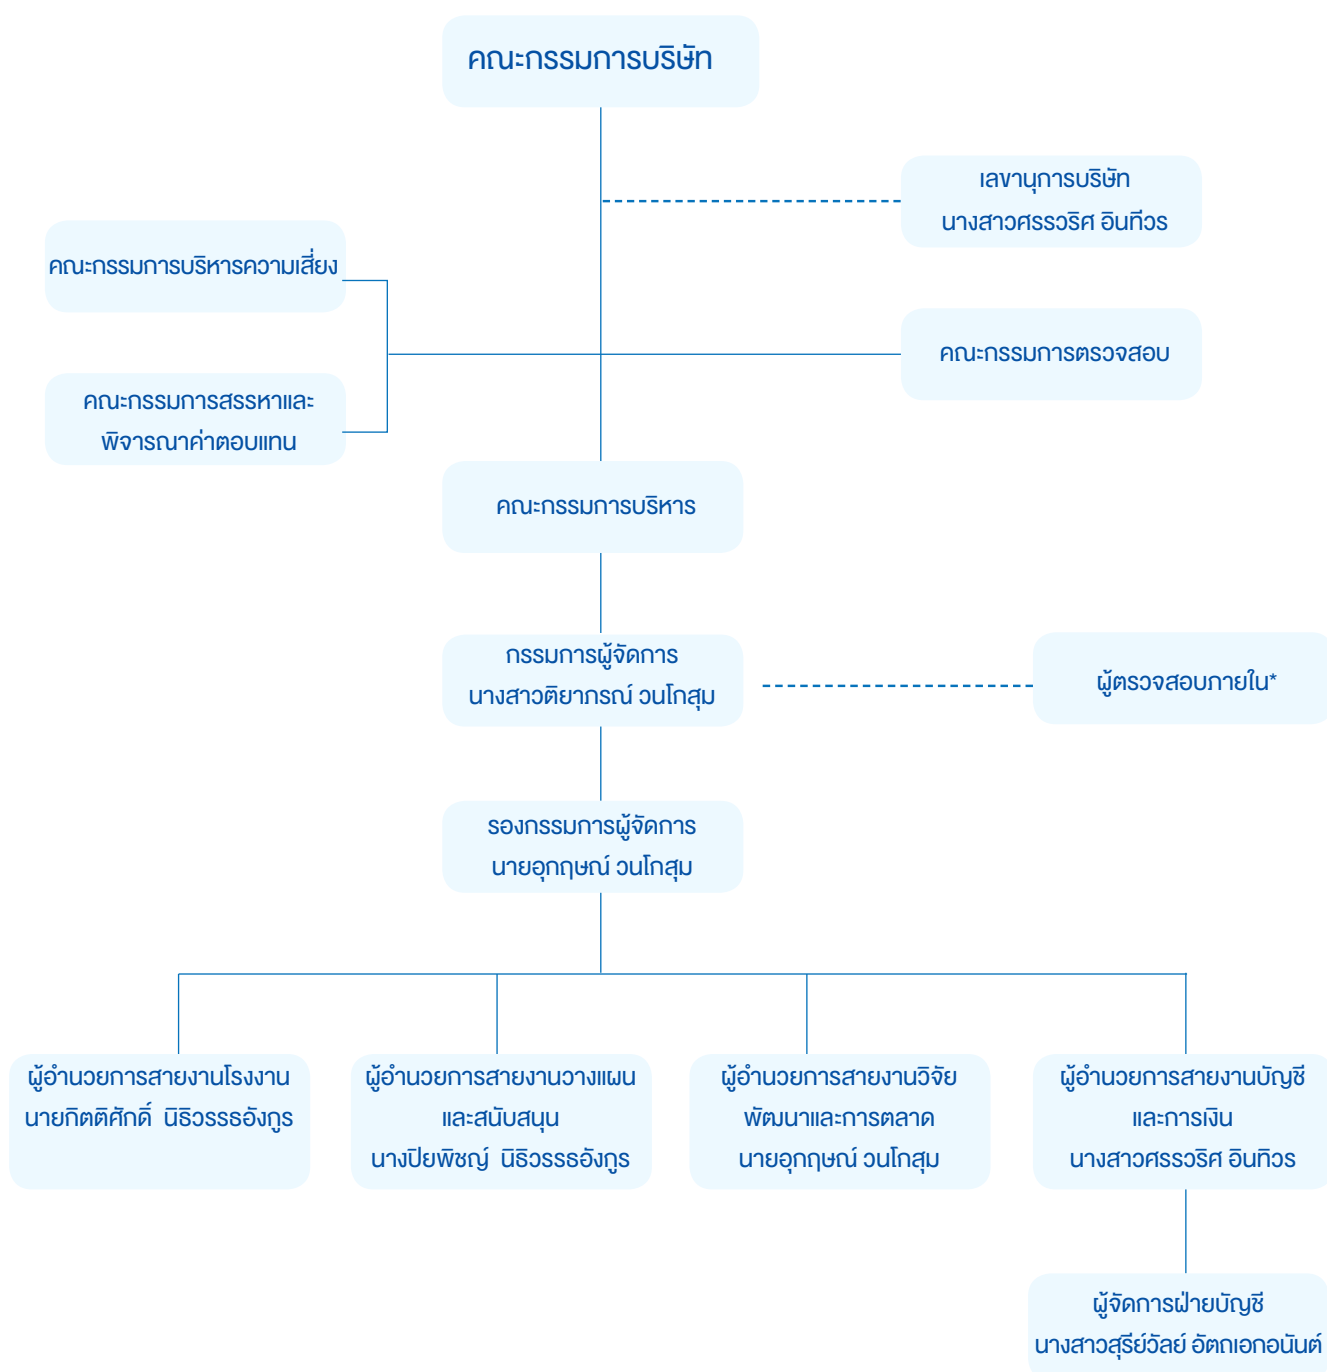 คณะกรรมการบริษัท
เลขานุการบริษัท
นางสาวศรรวริศ อินทีวร
คณะกรรมการบริหารความเสี่ยง
คณะกรรมการตรวจสอบ
คณะกรรมการสรรหาและ
พิจารณาค่าตอบแทน
คณะกรรมการบริหาร
กรรมการผู้จัดการ
นางสาวติยาภรณ์ วนโกสุม
ผู้ตรวจสอบภายใน*
รองกรรมการผู้จัดการ
นายอุกฤษณ์ วนโกสุม
ผู้อำนวยการสายงานโรงงาน
นายกิตติศักดิ์ นิธิวรรธอังกูร
ผู้อำนวยการสายงานวางแผน
และสนับสนุน
นางปิยพิชญ์ นิธิวรรธอังกูร
ผู้อำนวยการสายงานวิจัย
พัฒนาและการตลาด
นายอุกฤษณ์ วนโกสุม
ผู้อำนวยการสายงานบัญชี
และการเงิน
นางสาวศรรวริศ อินทิวร
ผู้จัดการฝ่ายบัญชี
นางสาวสุรีย์วัลย์ อัตถเอกอนันต์